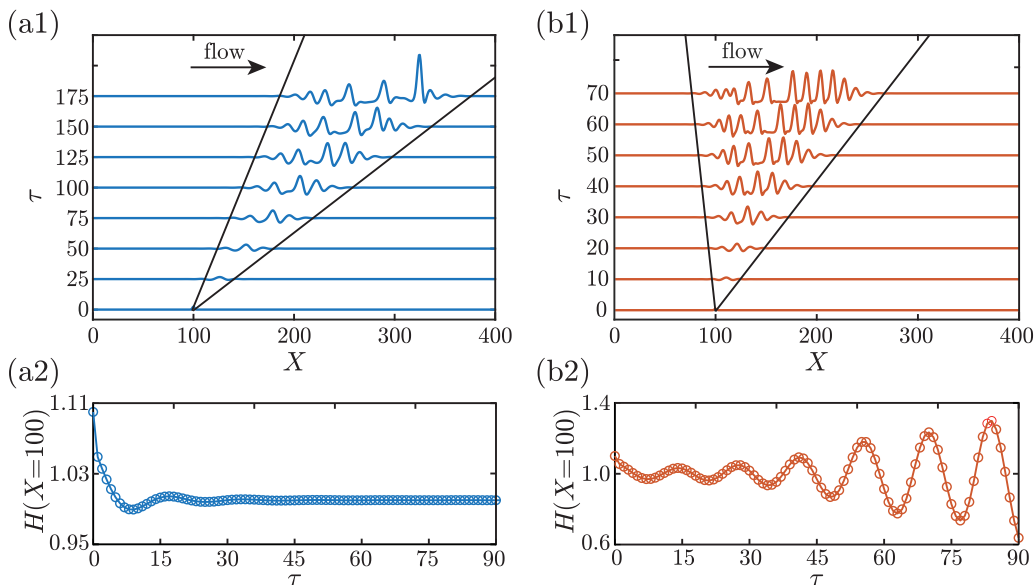 (a1)
flow
175
150
125
100
75
50
25
0
τ
0 100 200 300 400
X
(b1)
flow
70
60
50
40
30
20
10
0
τ
0 100 200 300 400
X
(a2)
1.11
1.03
0.95
H(X=100)
0 15 30 45 60 75 90
τ
(b2)
1.4
1.0
0.6
H(X=100)
0 15 30 45 60 75 90
τ